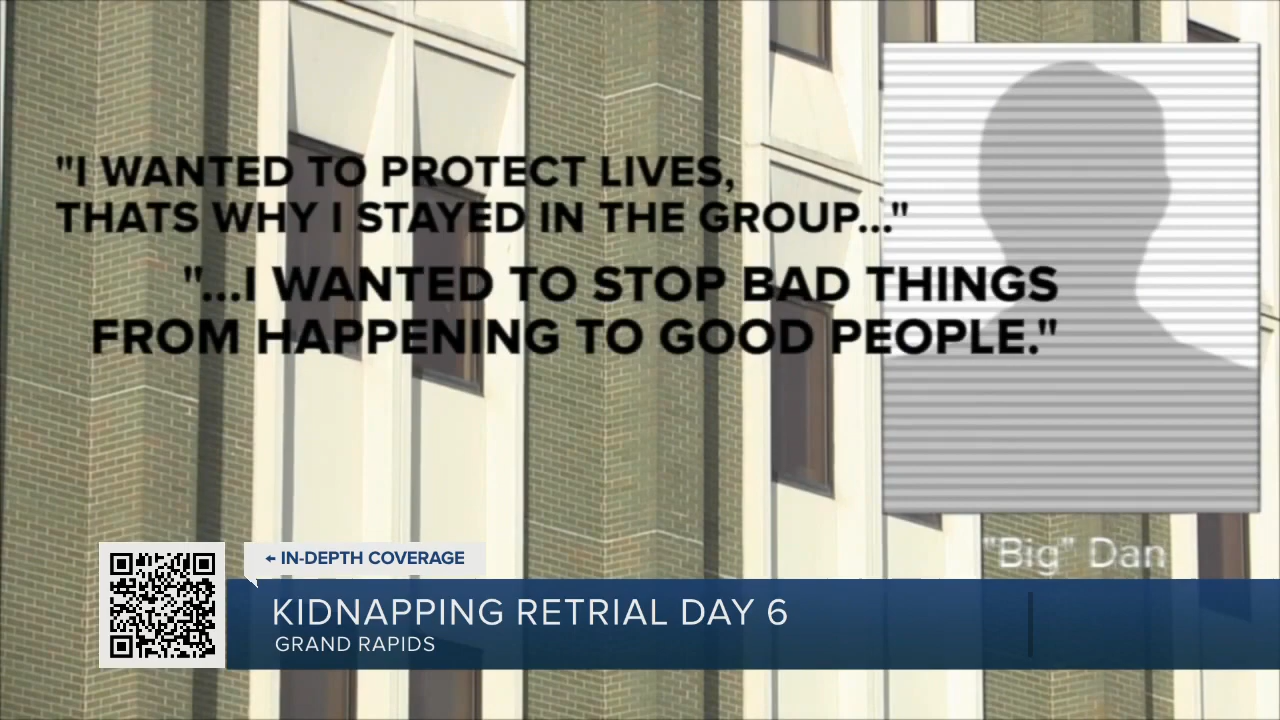 "I WANTED TO PROTECT LIVES,
THATS WHY I STAYED IN THE GROUP..."
"...I WANTED TO STOP BAD THINGS
FROM HAPPENING TO GOOD PEOPLE."
"Big" Dan
← IN-DEPTH COVERAGE
KIDNAPPING RETRIAL DAY 6
GRAND RAPIDS